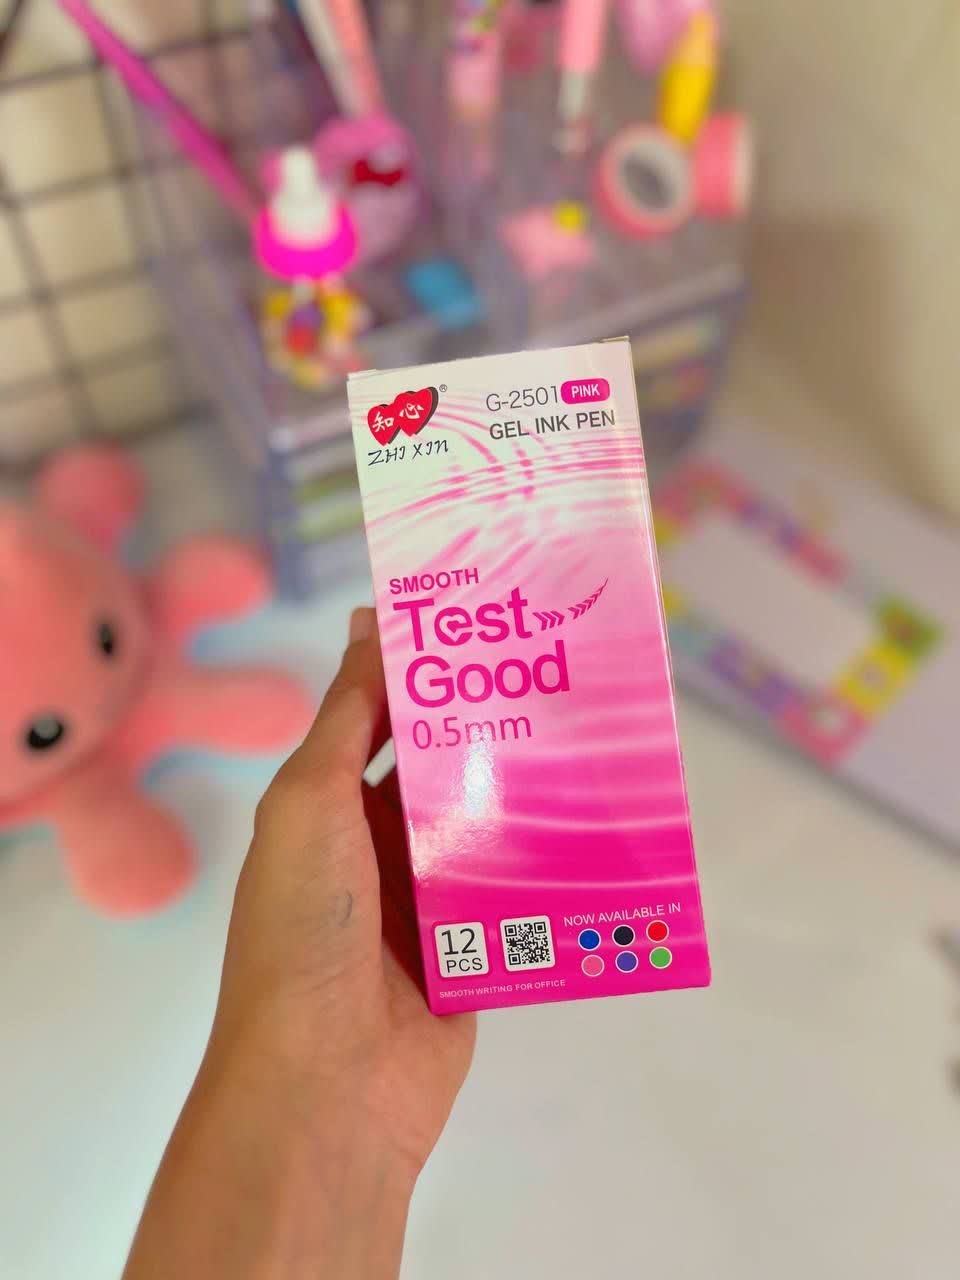 知心®
ZHI XIN
G-2501 PINK
GEL INK PEN
SMOOTH
Test
Good
0.5mm
12
PCS
NOW AVAILABLE IN
SMOOTH WRITING FOR OFFICE